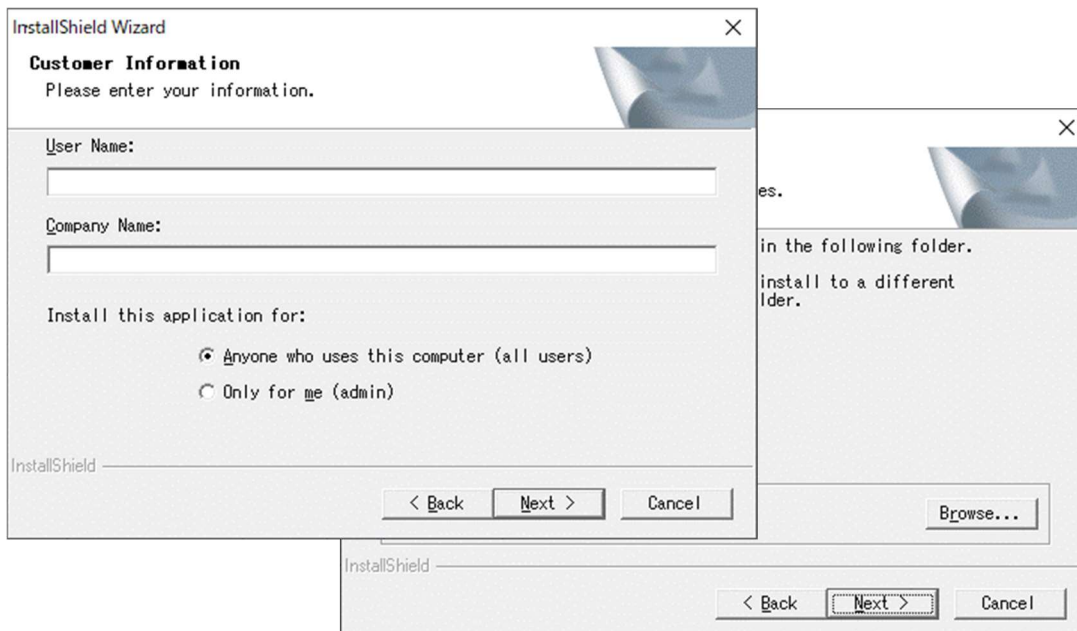 InstallShield Wizard
Customer Information
Please enter your information.
User Name:
Company Name:
Install this application for:
Anyone who uses this computer (all users)
Only for me (admin)
InstallShield
< Back
Next >
Cancel
es.
in the following folder.
install to a different
lder.
Browse...
InstallShield
< Back
Next >
Cancel